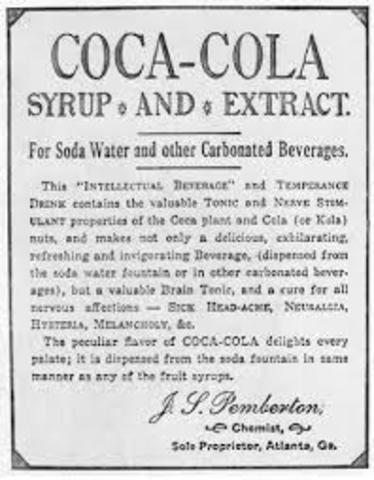 COCA-COLA
SYRUP * AND * EXTRACT.
For Soda Water and other Carbonated Beverages.
This "INTELLECTUAL BEVERAGE" and TEMPERANCE
DRINK contains the valuable TONIC and NERVE STIM-
ULANT properties of the Coca plant and Cola (or Kola)
nuts, and makes not only a delicious, exhilarating,
refreshing and invigorating Beverage, (dispensed from
the soda water fountain or in other carbonated bever-
ages), but a valuable Brain Tonic, and a cure for all
nervous affections — SICK HEAD-ACHE, NEURALGIA,
HYSTERIA, MELANCHOLY, &c.
The peculiar flavor of COCA-COLA delights every
palate; it is dispensed from the soda fountain in same
manner as any of the fruit syrups.
J. S. Pemberton,
Chemist,
Sole Proprietor, Atlanta, Ga.